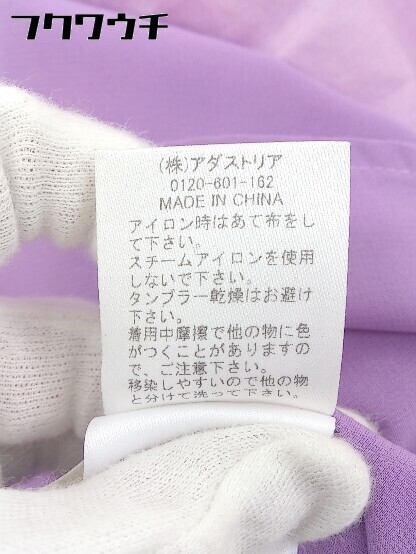 フクウウチ
(株)アダストリア
0120-601-162
MADE IN CHINA
アイロン時はあて布をし
て下さい。
スチームアイロンを使用
しないで下さい。
タンブラー乾燥はお避け
下さい。
着用中摩擦で他の物に色
がつくことがありますの
で、ご注意下さい。
移染しやすいので他の物
と分けて洗って下さい。